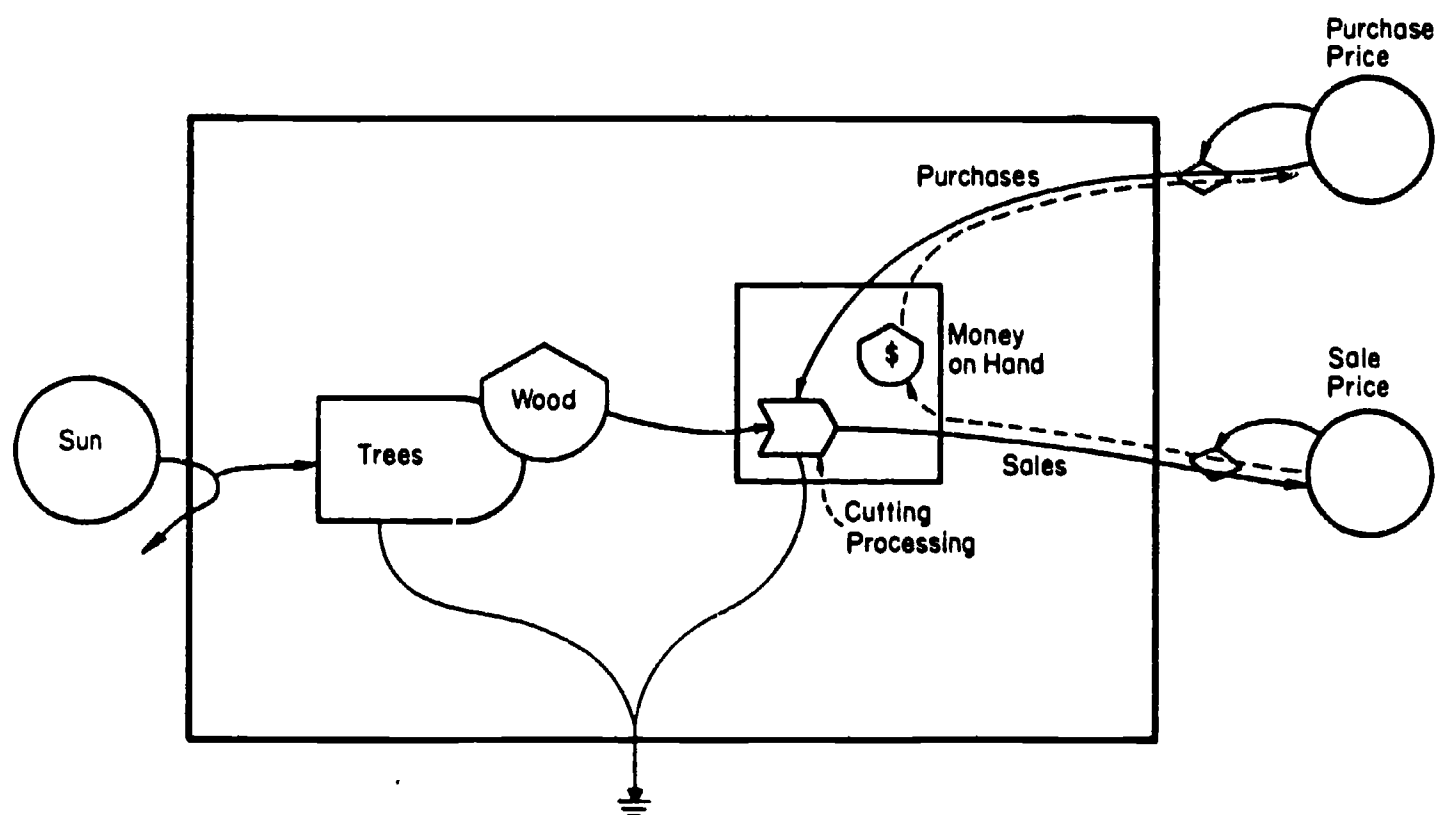 Purchase
Price
Purchases
Money
on Hand
$
Sale
Price
Wood
Sun
Trees
Sales
Cutting
Processing